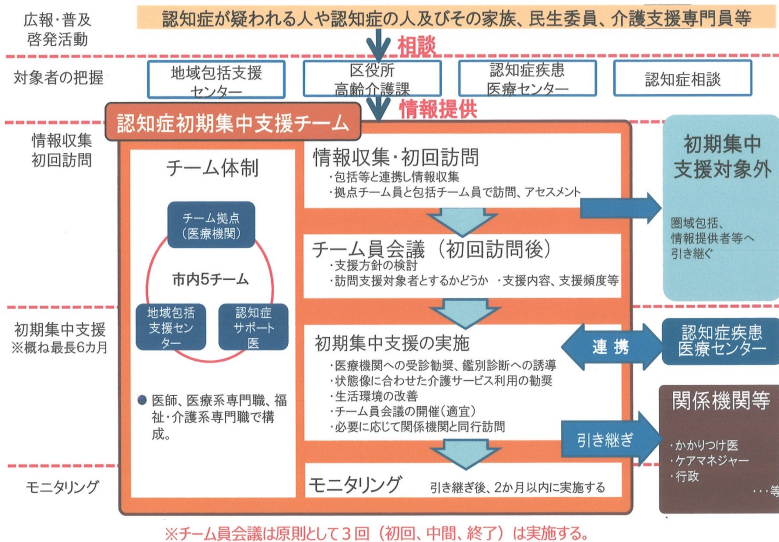 広報・普及
啓発活動
認知症が疑われる人や認知症の人及びその家族、民生委員、介護支援専門員等
相談
対象者の把握
地域包括支援
センター
区役所
高齢介護課
認知症疾患
医療センター
認知症相談
情報提供
認知症初期集中支援チーム
情報収集
初回訪問
チーム体制
チーム拠点
(医療機関)
市内5チーム
地域包括
支援セン
ター
認知症
サポート
医
● 医師、医療系専門職、福
祉・介護系専門職で構
成。
情報収集・初回訪問
・包括等と連携し情報収集
・拠点チーム員と包括チーム員で訪問、アセスメント
初期集中
支援対象外
圏域包括、
情報提供者等へ
引き継ぐ
チーム員会議(初回訪問後)
・支援方針の検討
・訪問支援対象者とするかどうか ・支援内容、支援頻度等
初期集中支援
※概ね最長6カ月
初期集中支援の実施
・医療機関への受診勧奨、鑑別診断への誘導
・状態像に合わせた介護サービス利用の勧奨
・生活環境の改善
・チーム員会議の開催(適宜)
・必要に応じて関係機関と同行訪問
連携
認知症疾患
医療センター
引き継ぎ
関係機関等
・かかりつけ医
・ケアマネジャー
・行政
・・・等
モニタリング
モニタリング 引き継ぎ後、2か月以内に実施する
※チーム員会議は原則として3回(初回、中間、終了)は実施する。